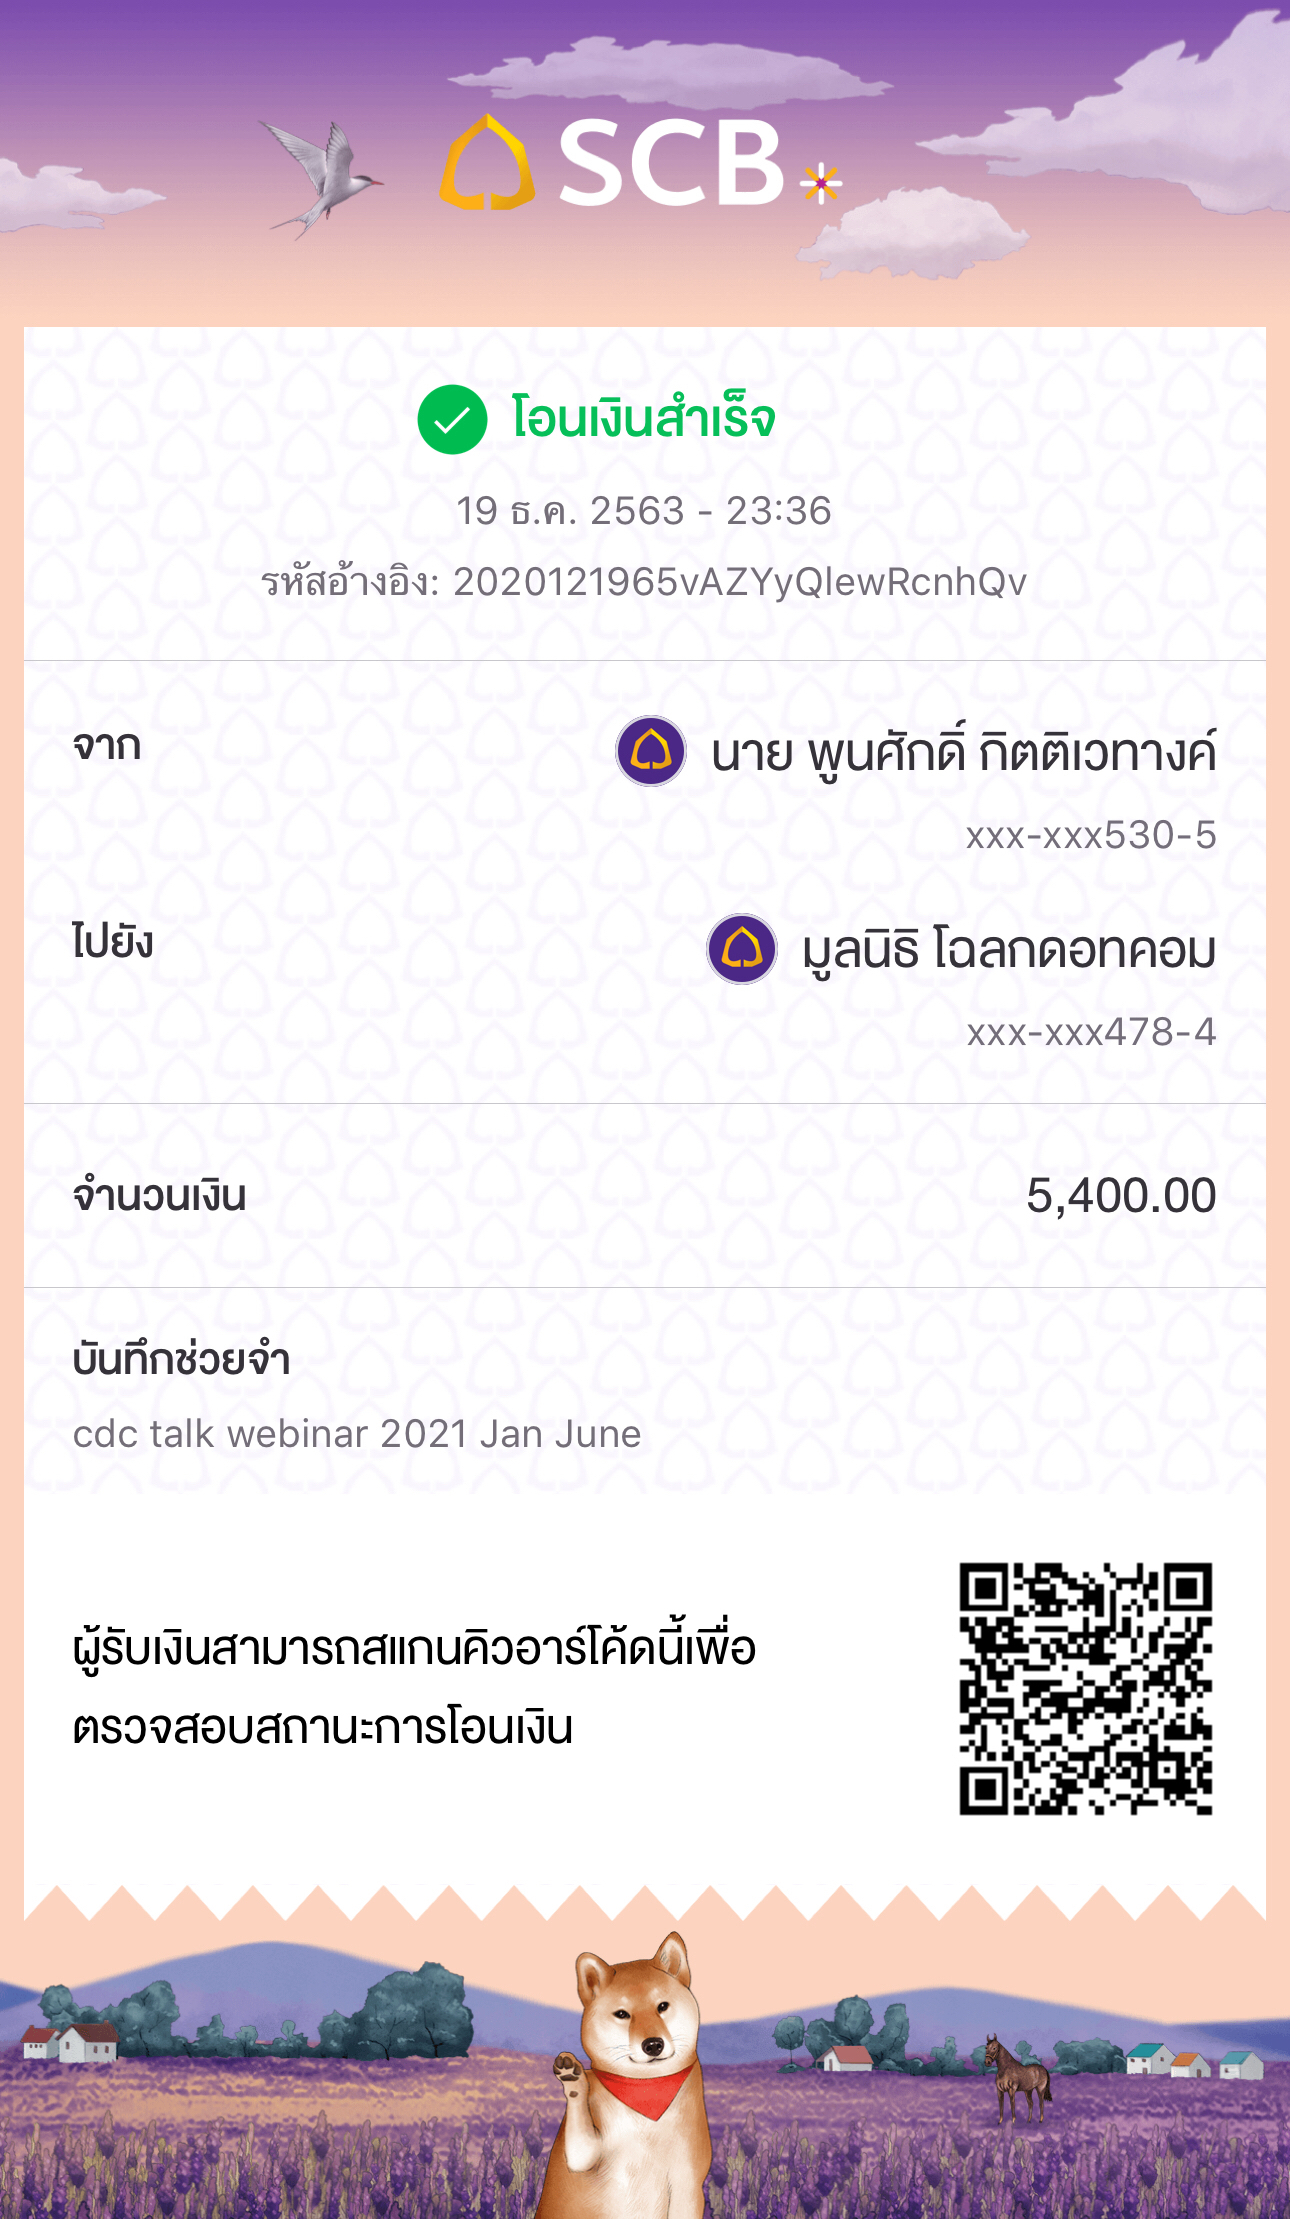 SCB
โอนเงินสำเร็จ
19 ธ.ค. 2563 - 23:36
รหัสอ้างอิง: 2020121965vAZYyQlewRcnhQv
จาก
นาย พูนศักดิ์ กิตติเวทางค์
xxx-xxx530-5
ไปยัง
มูลนิธิ โฉลกดอทคอม
xxx-xxx478-4
จำนวนเงิน
5,400.00
บันทึกช่วยจำ
cdc talk webinar 2021 Jan June
ผู้รับเงินสามารถสแกนคิวอาร์โค้ดนี้เพื่อ
ตรวจสอบสถานะการโอนเงิน